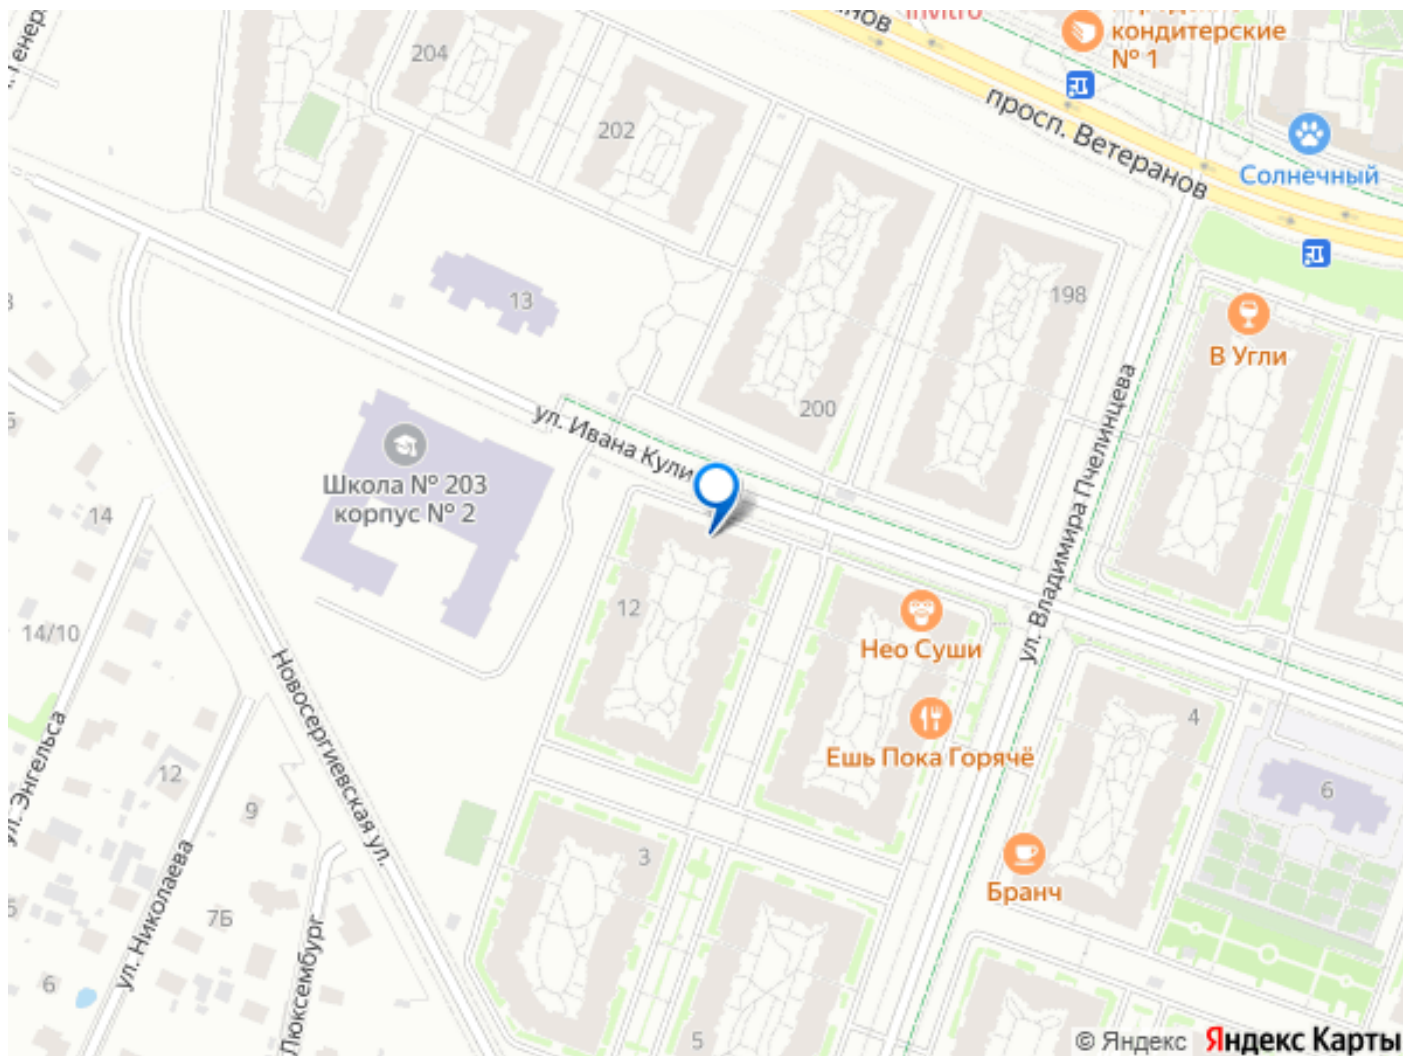 204
202
кондитерские
№ 1
просп. Ветеранов
Солнечный
13
198
В Угли
200
ул. Ивана Кули
Школа № 203
корпус № 2
ул. Владимира Пчелинцева
14
12
14/10
Нео Суши
Новосергиевская ул.
4
Ешь Пока Горячё
ул. Энгельса
12
9
6
3
Бранч
ул. Николаева
7Б
Люксембург
6
5
© Яндекс Яндекс Карты